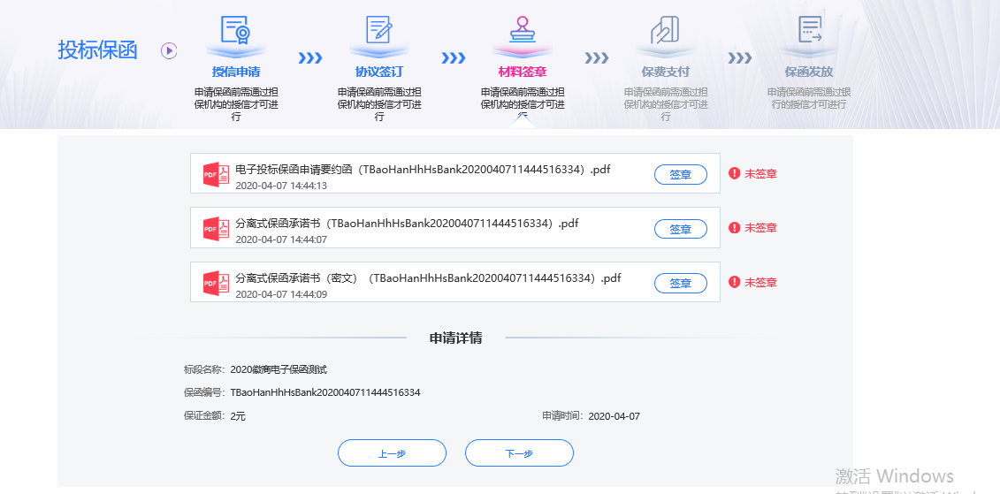 投标保函
授信申请
申请保函前需通过担
保机构的授信才可进
行
协议签订
申请保函前需通过担
保机构的授信才可进
行
材料签章
申请保函前需通过担
保机构的授信才可进
行
保费支付
申请保函前需通过担
保机构的授信才可进
行
保函发放
申请保函前需通过银
行的授信才可进行
PDF 电子投标保函申请要约函（TBaoHanHhHsBank2020040711444516334）.pdf 签章 未签章
2020-04-07 14:44:13
PDF 分离式保函承诺书（TBaoHanHhHsBank2020040711444516334）.pdf 签章 未签章
2020-04-07 14:44:07
PDF 分离式保函承诺书（密文）（TBaoHanHhHsBank2020040711444516334）.pdf 签章 未签章
2020-04-07 14:44:09
申请详情
标段名称：2020徽商电子保函测试
保函编号：TBaoHanHhHsBank2020040711444516334
保证金额：2元 申请时间：2020-04-07
上一步 下一步
激活 Windows